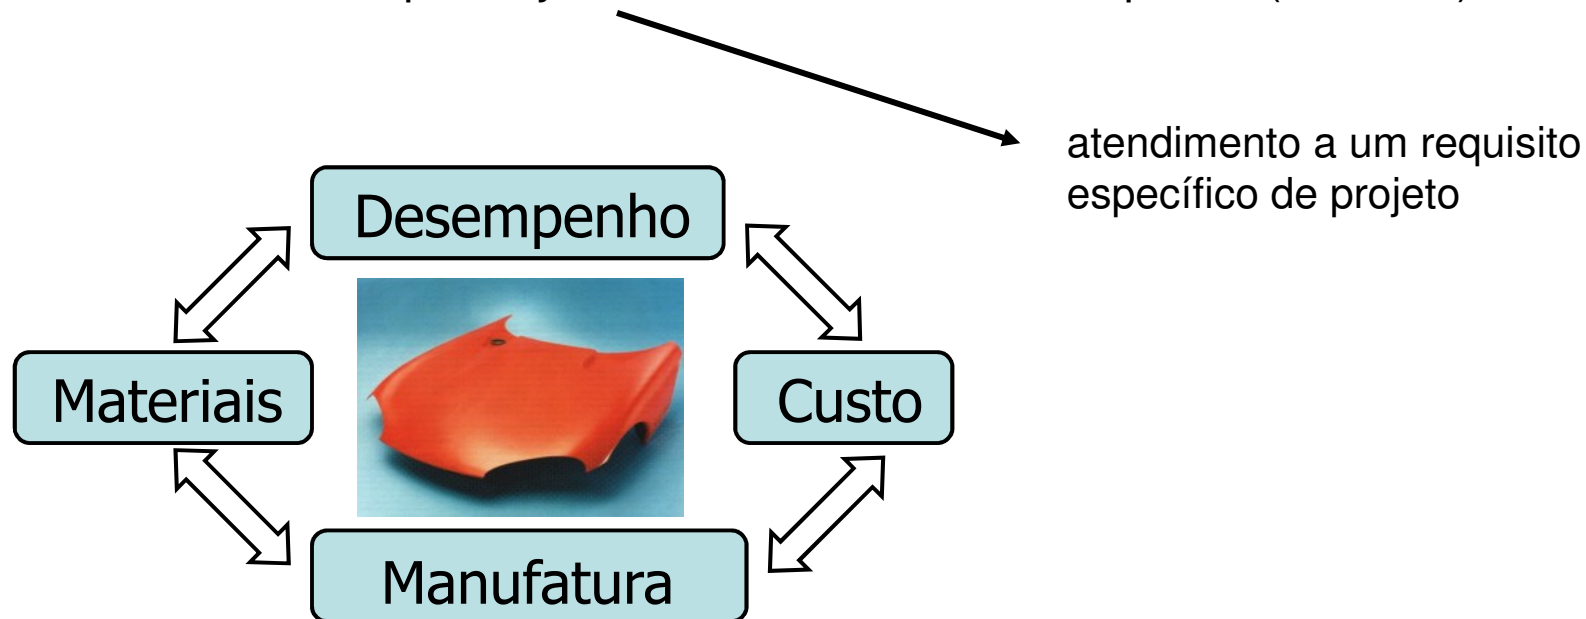 atendimento a um requisito
específico de projeto
Desempenho
Materiais
Custo
Manufatura